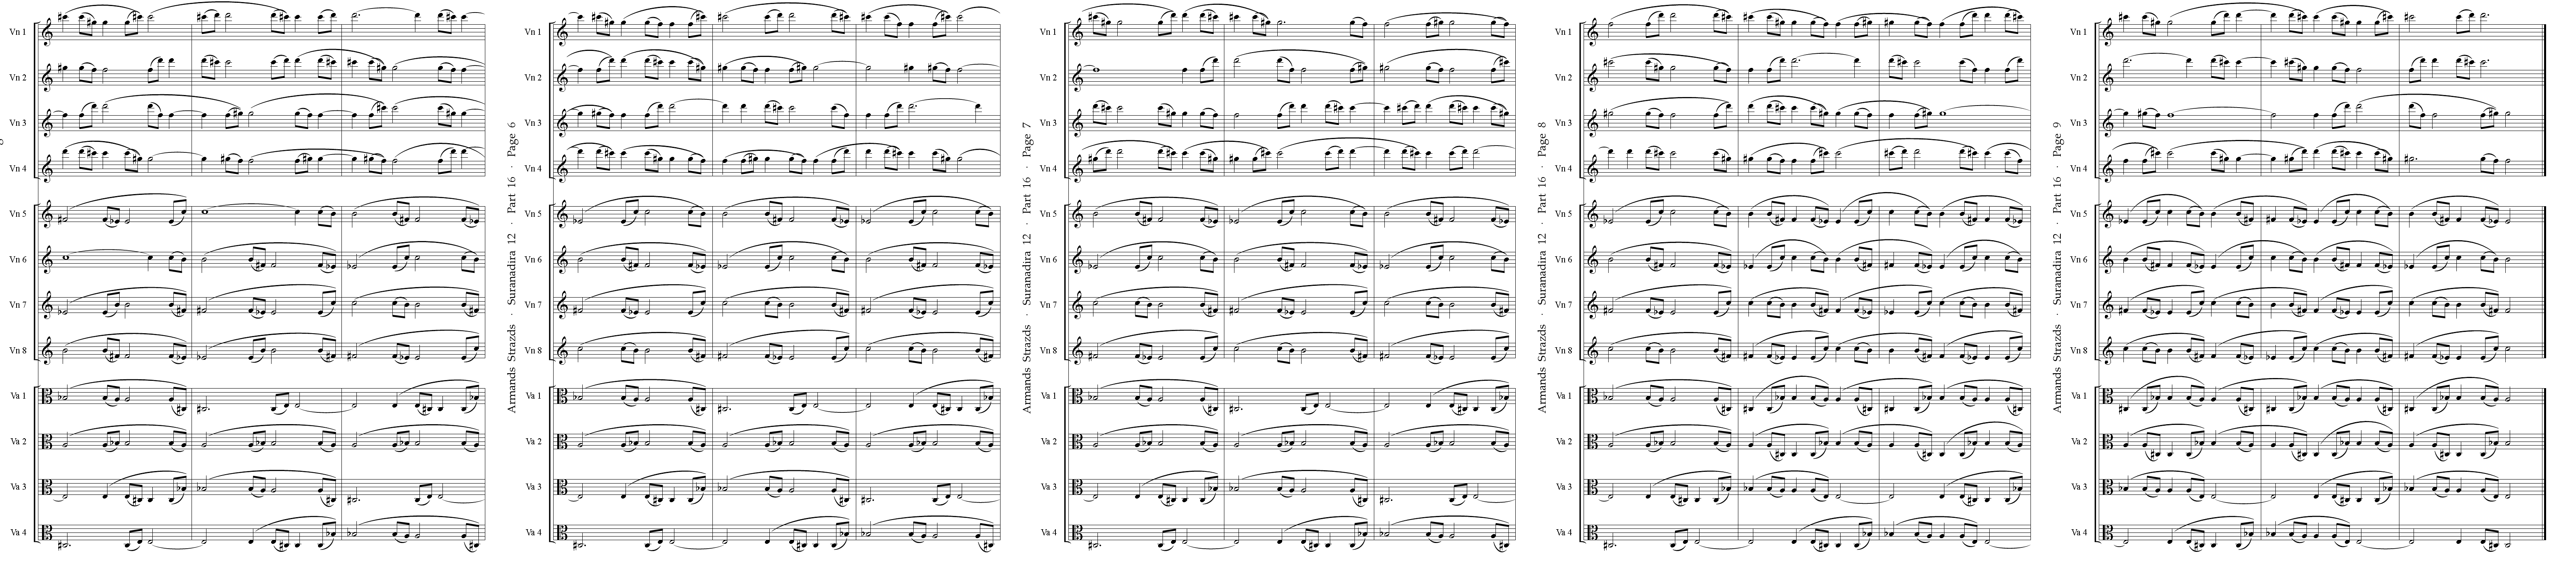 Vn 1
Vn 2
Vn 3
Vn 4
Vn 5
Vn 6
Vn 7
Vn 8
Va 1
Va 2
Va 3
Va 4
Armands Strazds · Suranadira 12 · Part 16 · Page 6
Vn 1
Vn 2
Vn 3
Vn 4
Vn 5
Vn 6
Vn 7
Vn 8
Va 1
Va 2
Va 3
Va 4
Armands Strazds · Suranadira 12 · Part 16 · Page 7
Vn 1
Vn 2
Vn 3
Vn 4
Vn 5
Vn 6
Vn 7
Vn 8
Va 1
Va 2
Va 3
Va 4
Armands Strazds · Suranadira 12 · Part 16 · Page 8
Vn 1
Vn 2
Vn 3
Vn 4
Vn 5
Vn 6
Vn 7
Vn 8
Va 1
Va 2
Va 3
Va 4
Armands Strazds · Suranadira 12 · Part 16 · Page 9
Vn 1
Vn 2
Vn 3
Vn 4
Vn 5
Vn 6
Vn 7
Vn 8
Va 1
Va 2
Va 3
Va 4